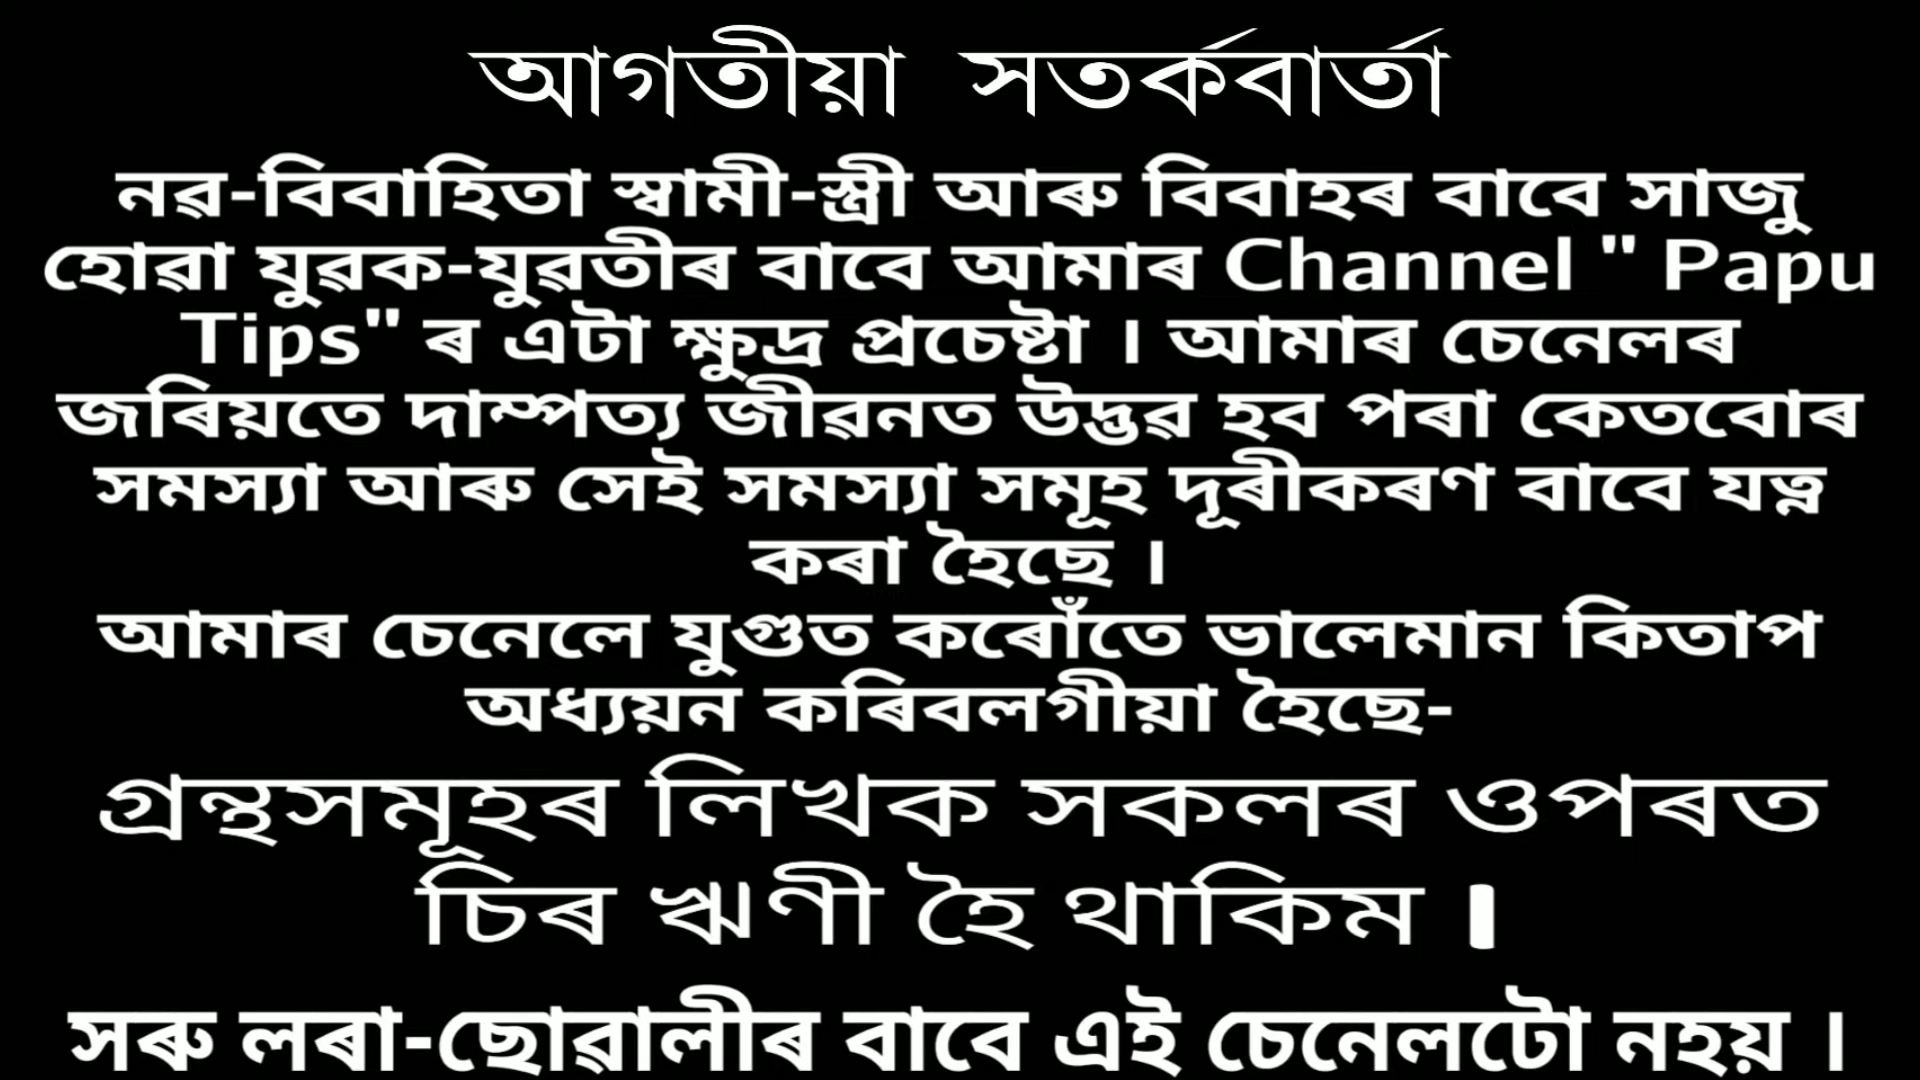 আগতীয়া সতৰ্কবাৰ্তা
নৱ-বিবাহিতা স্বামী-স্ত্ৰী আৰু বিবাহৰ বাবে সাজু
হোৱা যুৱক-যুৱতীৰ বাবে আমাৰ Channel " Papu
Tips" ৰ এটা ক্ষুদ্ৰ প্ৰচেষ্টা । আমাৰ চেনেলৰ
জৰিয়তে দাম্পত্য জীৱনত উদ্ভৱ হব পৰা কেতবোৰ
সমস্যা আৰু সেই সমস্যা সমূহ দূৰীকৰণ বাবে যত্ন
কৰা হৈছে ।
আমাৰ চেনেলে যুগুত কৰোঁতে ভালেমান কিতাপ
অধ্যয়ন কৰিবলগীয়া হৈছে-
গ্ৰন্থসমূহৰ লিখক সকলৰ ওপৰত
চিৰ ঋণী হৈ থাকিম ।
সৰু লৰা-ছোৱালীৰ বাবে এই চেনেলটো নহয় ।